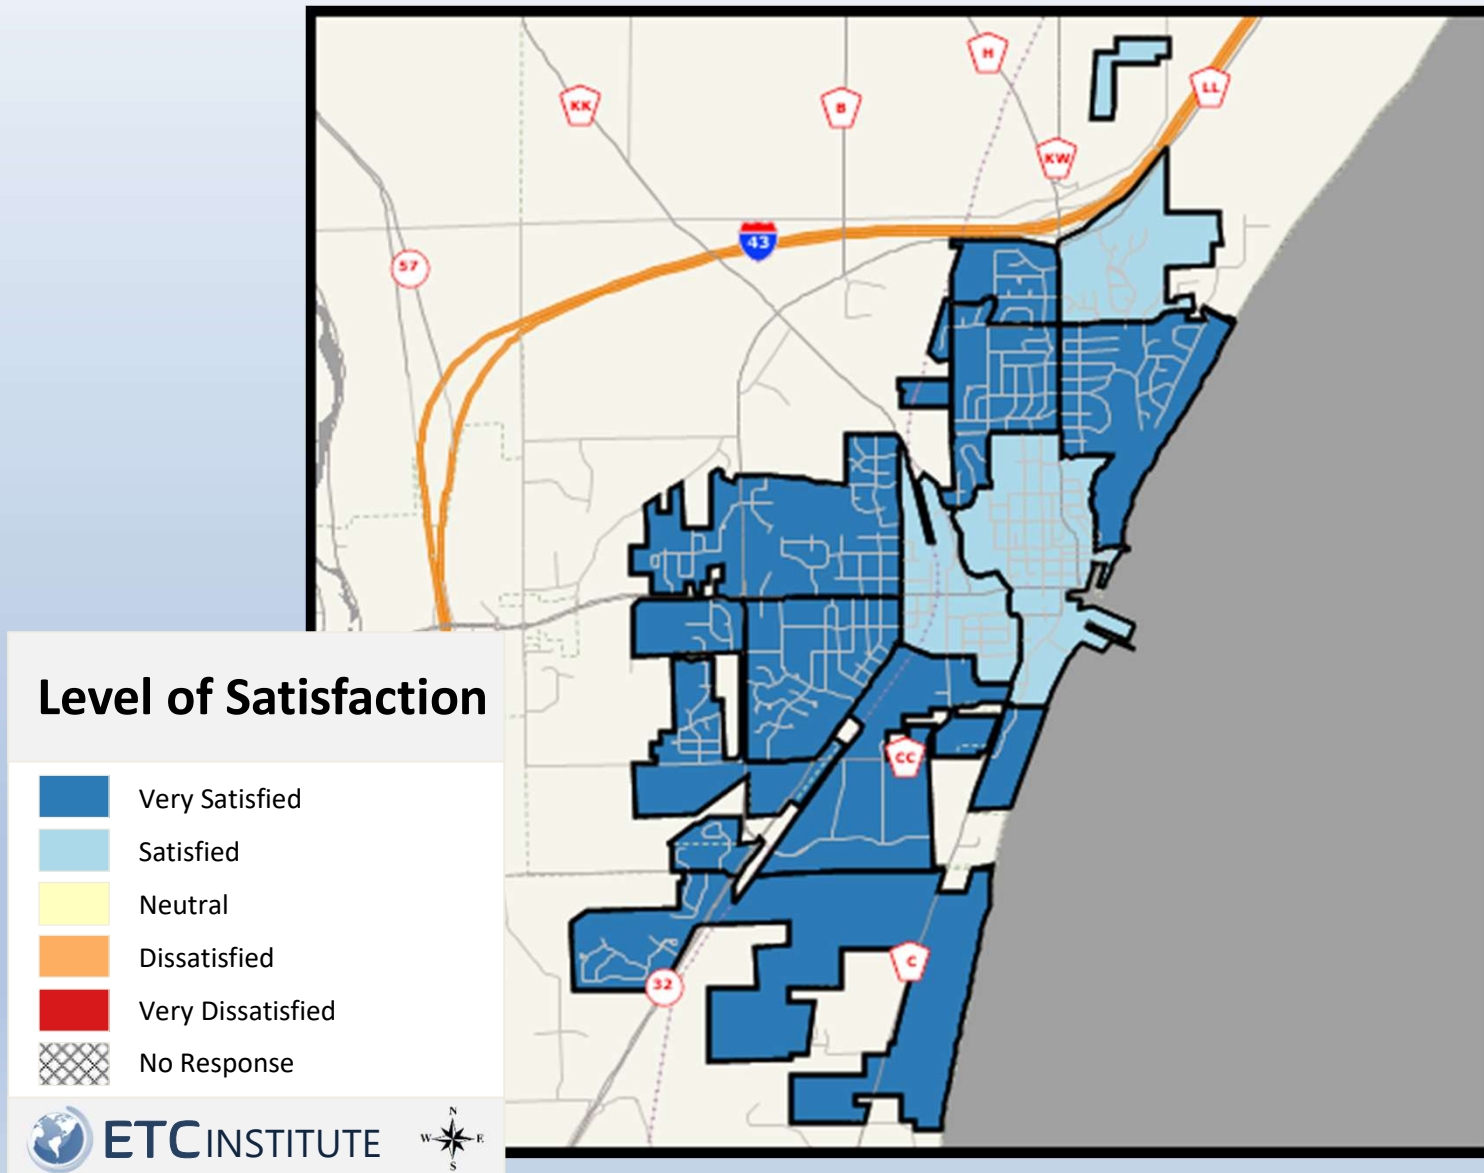 H
LL
KK
B
KW
43
57
CC
C
32
Level of Satisfaction
Very Satisfied
Satisfied
Neutral
Dissatisfied
Very Dissatisfied
No Response
ETC INSTITUTE
N
W E
S